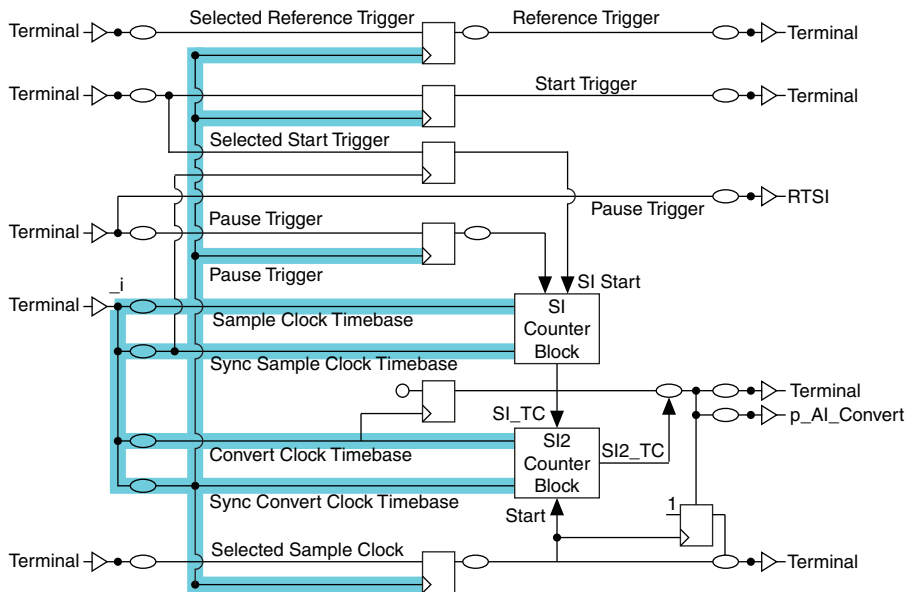 Selected Reference Trigger
Reference Trigger
Terminal
Terminal
Terminal
Start Trigger
Terminal
Selected Start Trigger
Pause Trigger
RTSI
Pause Trigger
Terminal
Pause Trigger
_i
SI Start
Terminal
SI
Counter
Block
Sample Clock Timebase
Sync Sample Clock Timebase
Terminal
SI_TC
p_AI_Convert
SI2
Counter
Block
SI2_TC
Convert Clock Timebase
Sync Convert Clock Timebase
Start
1
Selected Sample Clock
Terminal
Terminal